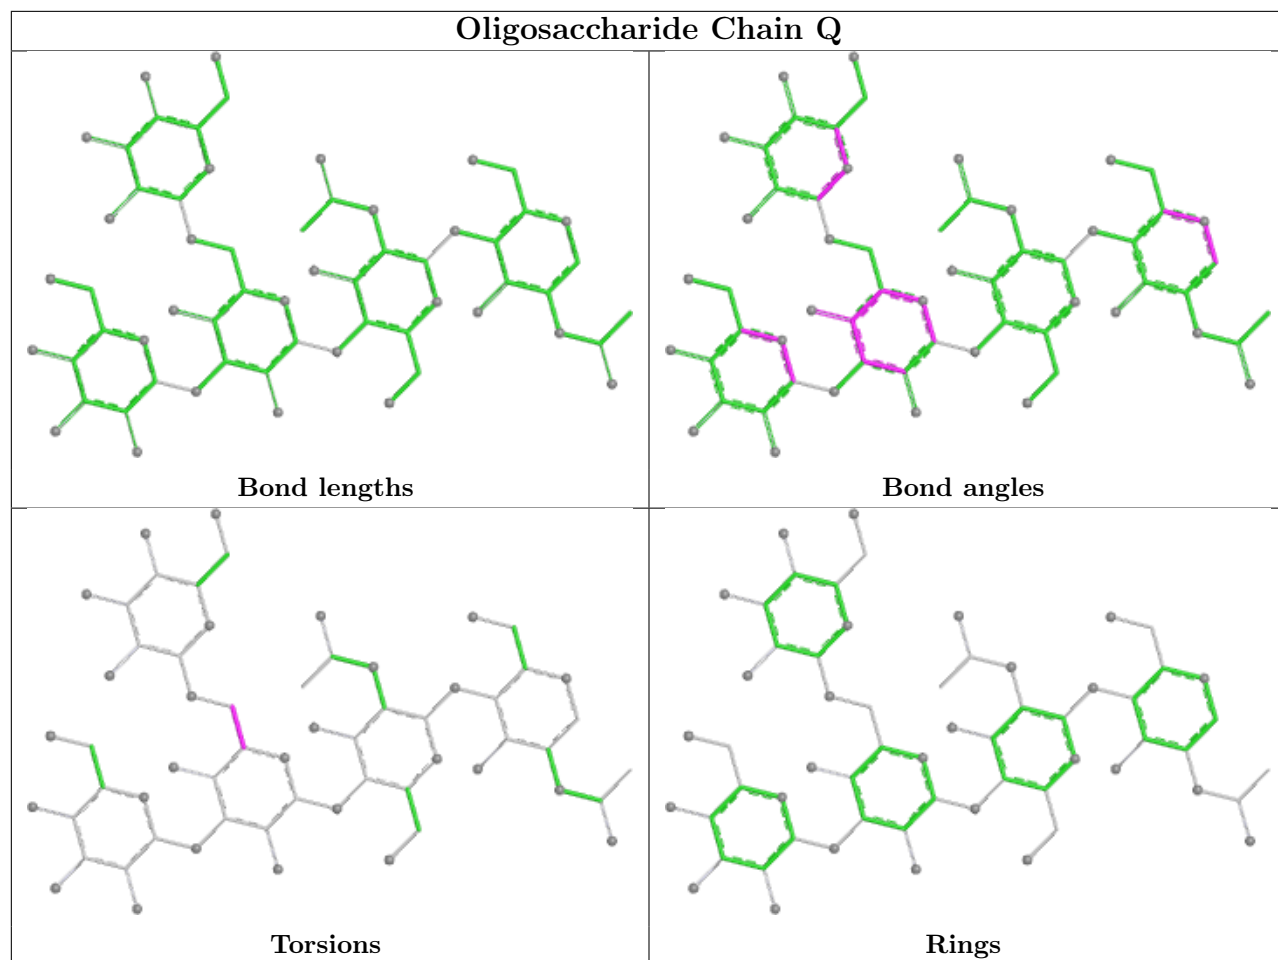 Oligosaccharide Chain Q
Bond lengths
Bond angles
Torsions
Rings